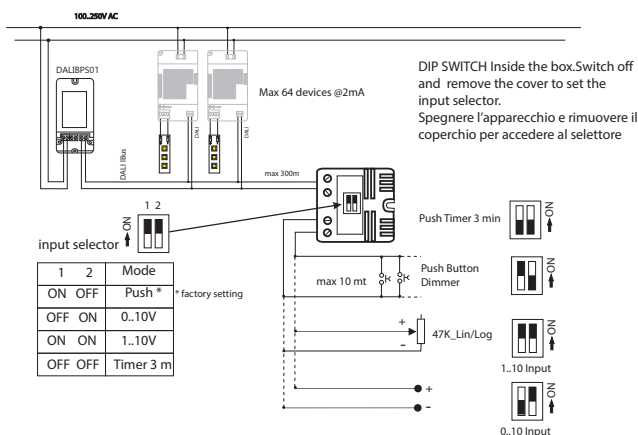 100..250V AC
DALIBPS01
Max 64 devices @2mA
DALI
DALI
DALI IBus
max 300m
DIP SWITCH Inside the box.Switch off
and remove the cover to set the
input selector.
Spegnere l'apparecchio e rimuovere il
coperchio per accedere al selettore
1 2
ON
input selector
1 2 Mode
ON OFF Push * * factory setting
OFF ON 0..10V
ON ON 1..10V
OFF OFF Timer 3 m
Push Timer 3 min
ON
max 10 mt
Push Button
Dimmer
ON
+
47K_Lin/Log
-
ON
1..10 Input
+
-
ON
0..10 Input